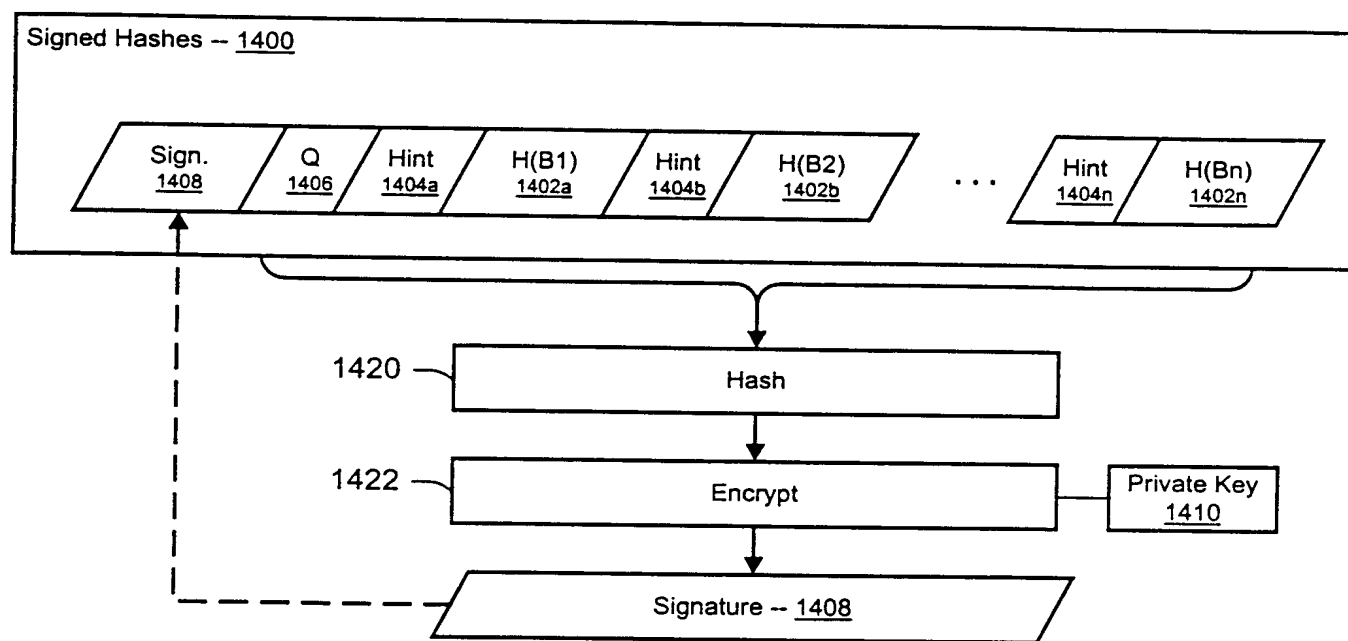 Signed Hashes -- 1400
Sign.
1408
Q
1406
Hint
1404a
H(B1)
1402a
Hint
1404b
H(B2)
1402b
. . .
Hint
1404n
H(Bn)
1402n
1420
Hash
1422
Encrypt
Private Key
1410
Signature -- 1408